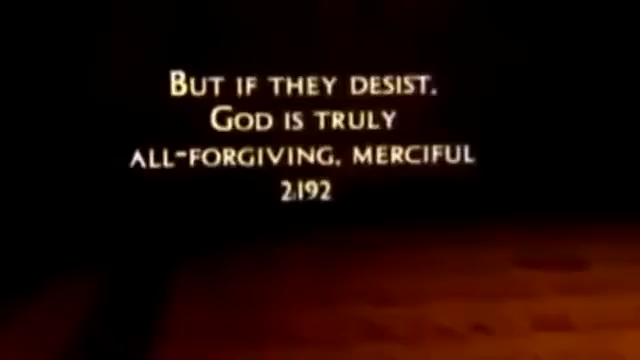 BUT IF THEY DESIST,
GOD IS TRULY
ALL-FORGIVING, MERCIFUL
2:192